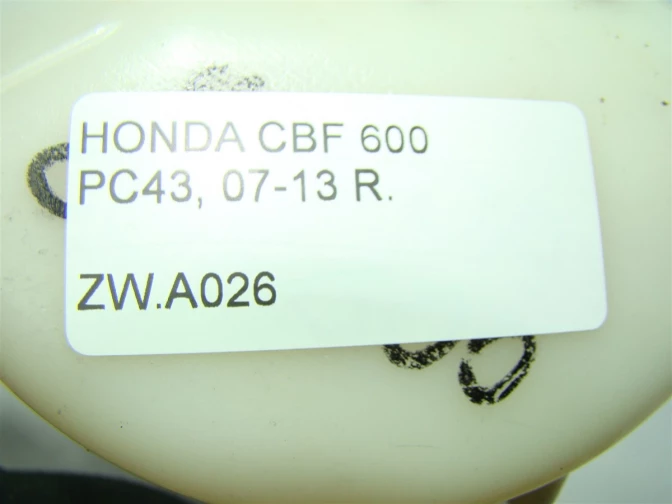 HONDA CBF 600
PC43, 07-13 R.
ZW.A026